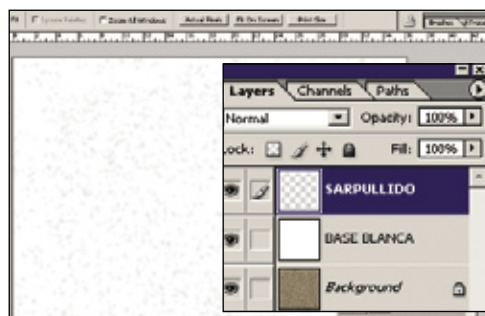 Zoom All Windows Actual Pixels Fit On Screen Print Size
Layers Channels Paths
Normal Opacity: 100%
Lock: Fill: 100%
SARPULLIDO
BASE BLANCA
Background